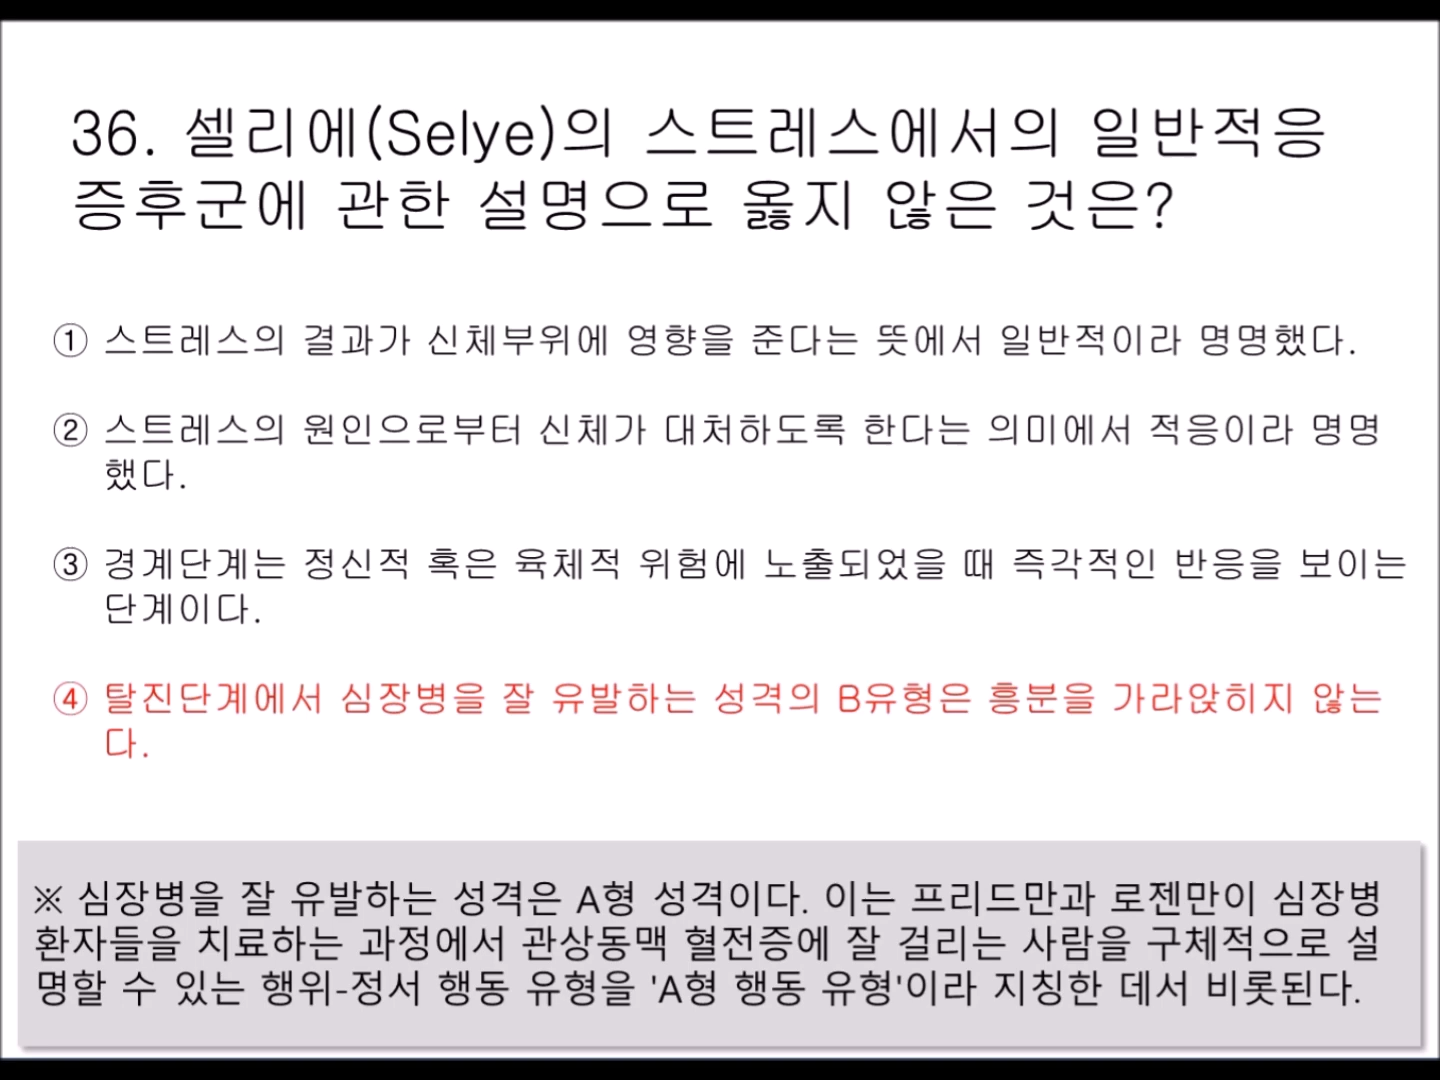 36. 셀리에(Selye)의 스트레스에서의 일반적응
증후군에 관한 설명으로 옳지 않은 것은?
① 스트레스의 결과가 신체부위에 영향을 준다는 뜻에서 일반적이라 명명했다.
② 스트레스의 원인으로부터 신체가 대처하도록 한다는 의미에서 적응이라 명명
했다.
③ 경계단계는 정신적 혹은 육체적 위험에 노출되었을 때 즉각적인 반응을 보이는
단계이다.
④ 탈진단계에서 심장병을 잘 유발하는 성격의 B유형은 흥분을 가라앉히지 않는
다.
※ 심장병을 잘 유발하는 성격은 A형 성격이다. 이는 프리드만과 로젠만이 심장병
환자들을 치료하는 과정에서 관상동맥 혈전증에 잘 걸리는 사람을 구체적으로 설
명할 수 있는 행위-정서 행동 유형을 'A형 행동 유형'이라 지칭한 데서 비롯된다.